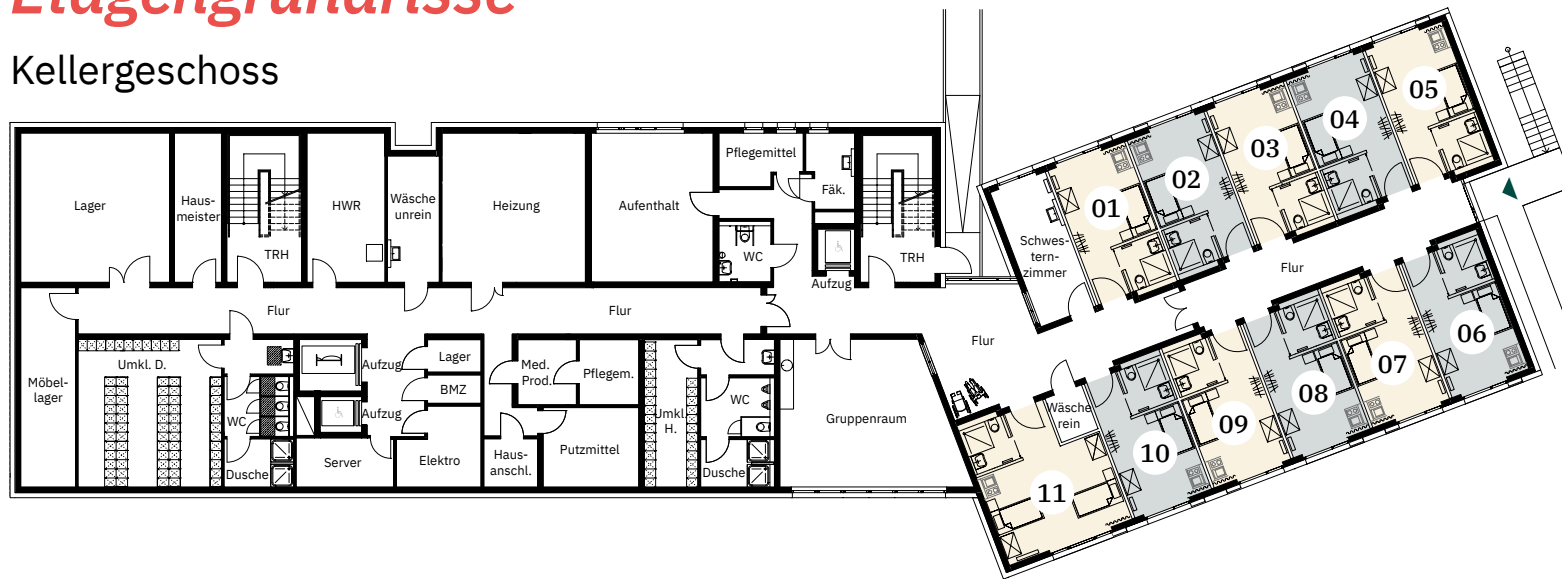 Etagengrundrisse
Kellergeschoss
Lager
Haus-
meister
TRH
HWR
Wäsche
unrein
Heizung
Aufenthalt
Pflegemittel
Fäk.
WC
Aufzug
TRH
Flur
Flur
Möbel-
lager
Umkl. D.
WC
Dusche
Aufzug
Aufzug
Server
Lager
BMZ
Elektro
Med.
Prod.
Pflegem.
Haus-
anschl.
Putzmittel
Umkl.
H.
WC
Dusche
Gruppenraum
Flur
Schwes-
tern-
zimmer
Flur
Wäsche
rein
01
02
03
04
05
06
07
08
09
10
11